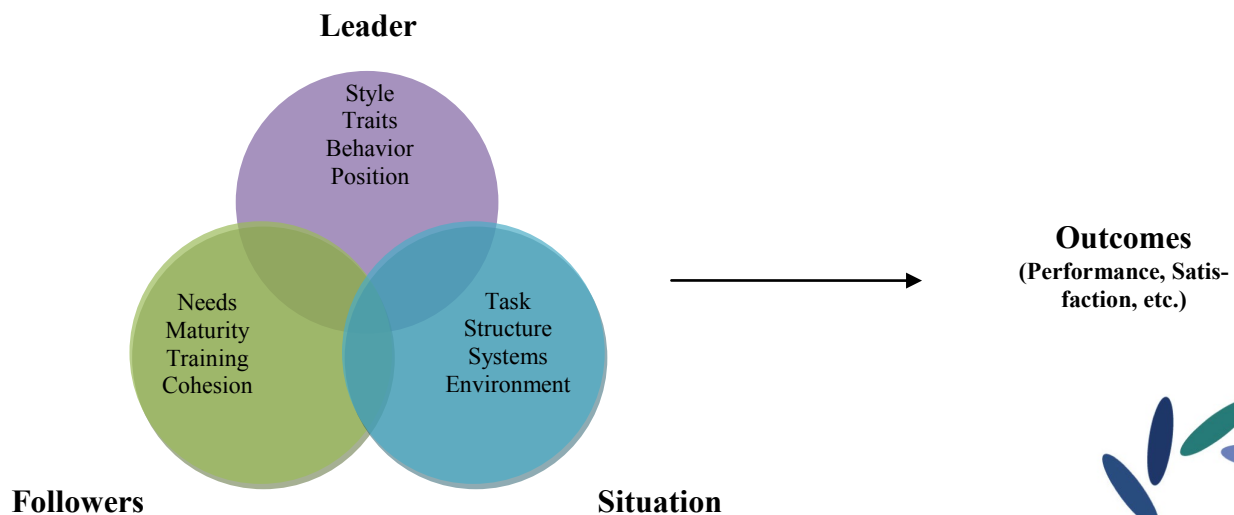 Leader
Style
Traits
Behavior
Position
Needs
Maturity
Training
Cohesion
Task
Structure
Systems
Environment
Outcomes
(Performance, Satis-
faction, etc.)
Followers
Situation